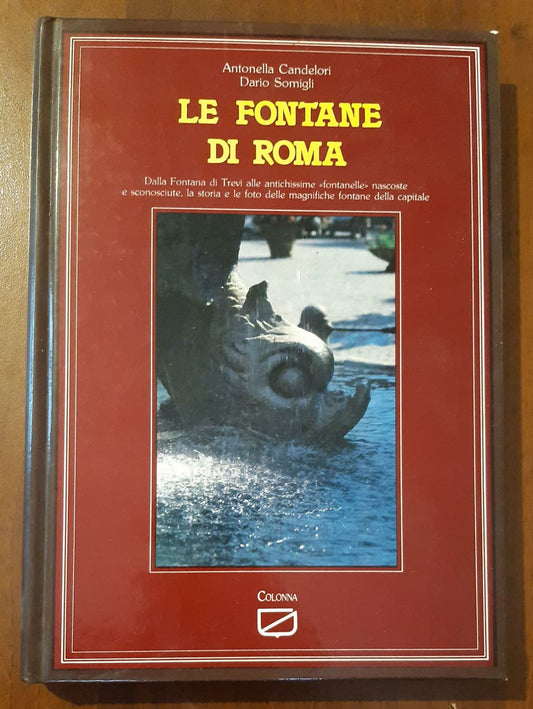 Antonella Candelori
Dario Somigli
LE FONTANE
DI ROMA
Dalla Fontana di Trevi alle antichissime «fontanelle» nascoste
e sconosciute, la storia e le foto delle magnifiche fontane della capitale
COLONNA